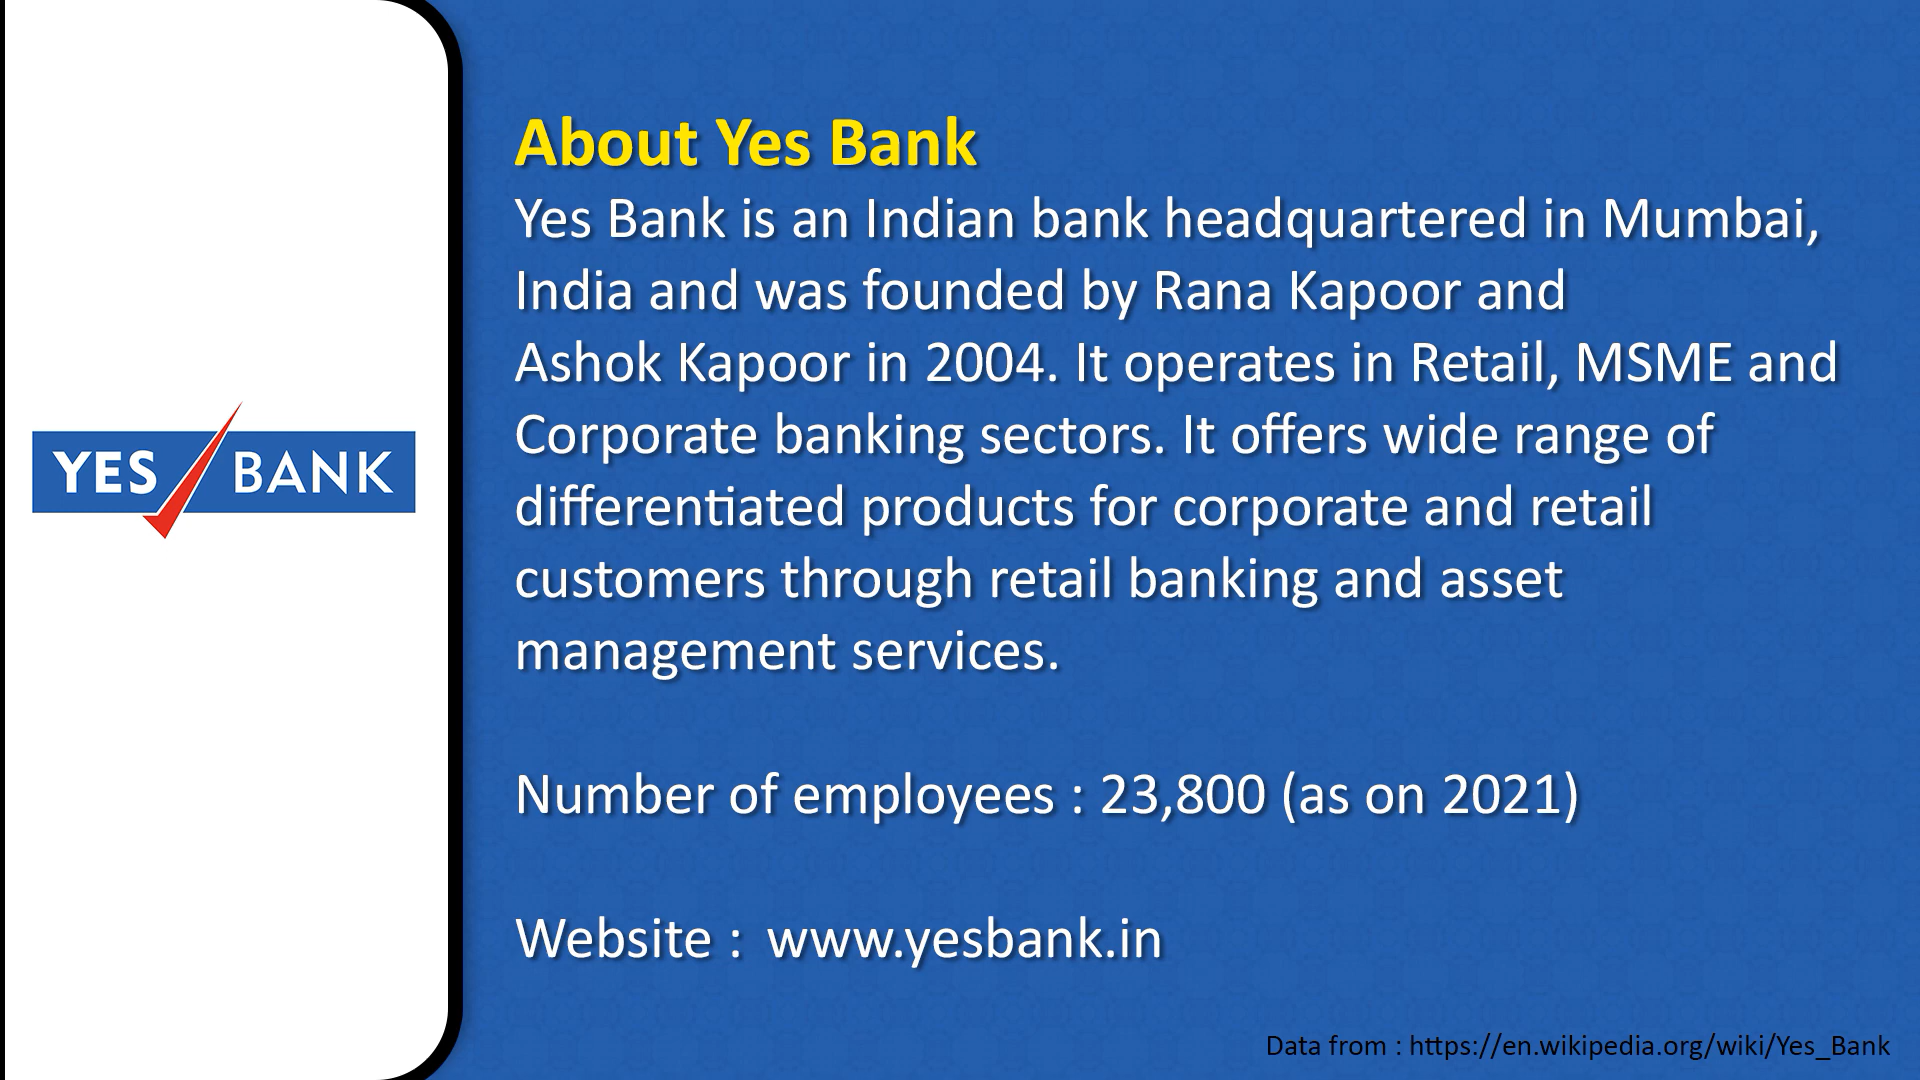 YES BANK
About Yes Bank
Yes Bank is an Indian bank headquartered in Mumbai,
India and was founded by Rana Kapoor and
Ashok Kapoor in 2004. It operates in Retail, MSME and
Corporate banking sectors. It offers wide range of
differentiated products for corporate and retail
customers through retail banking and asset
management services.
Number of employees : 23,800 (as on 2021)
Website :  www.yesbank.in
Data from : https://en.wikipedia.org/wiki/Yes_Bank